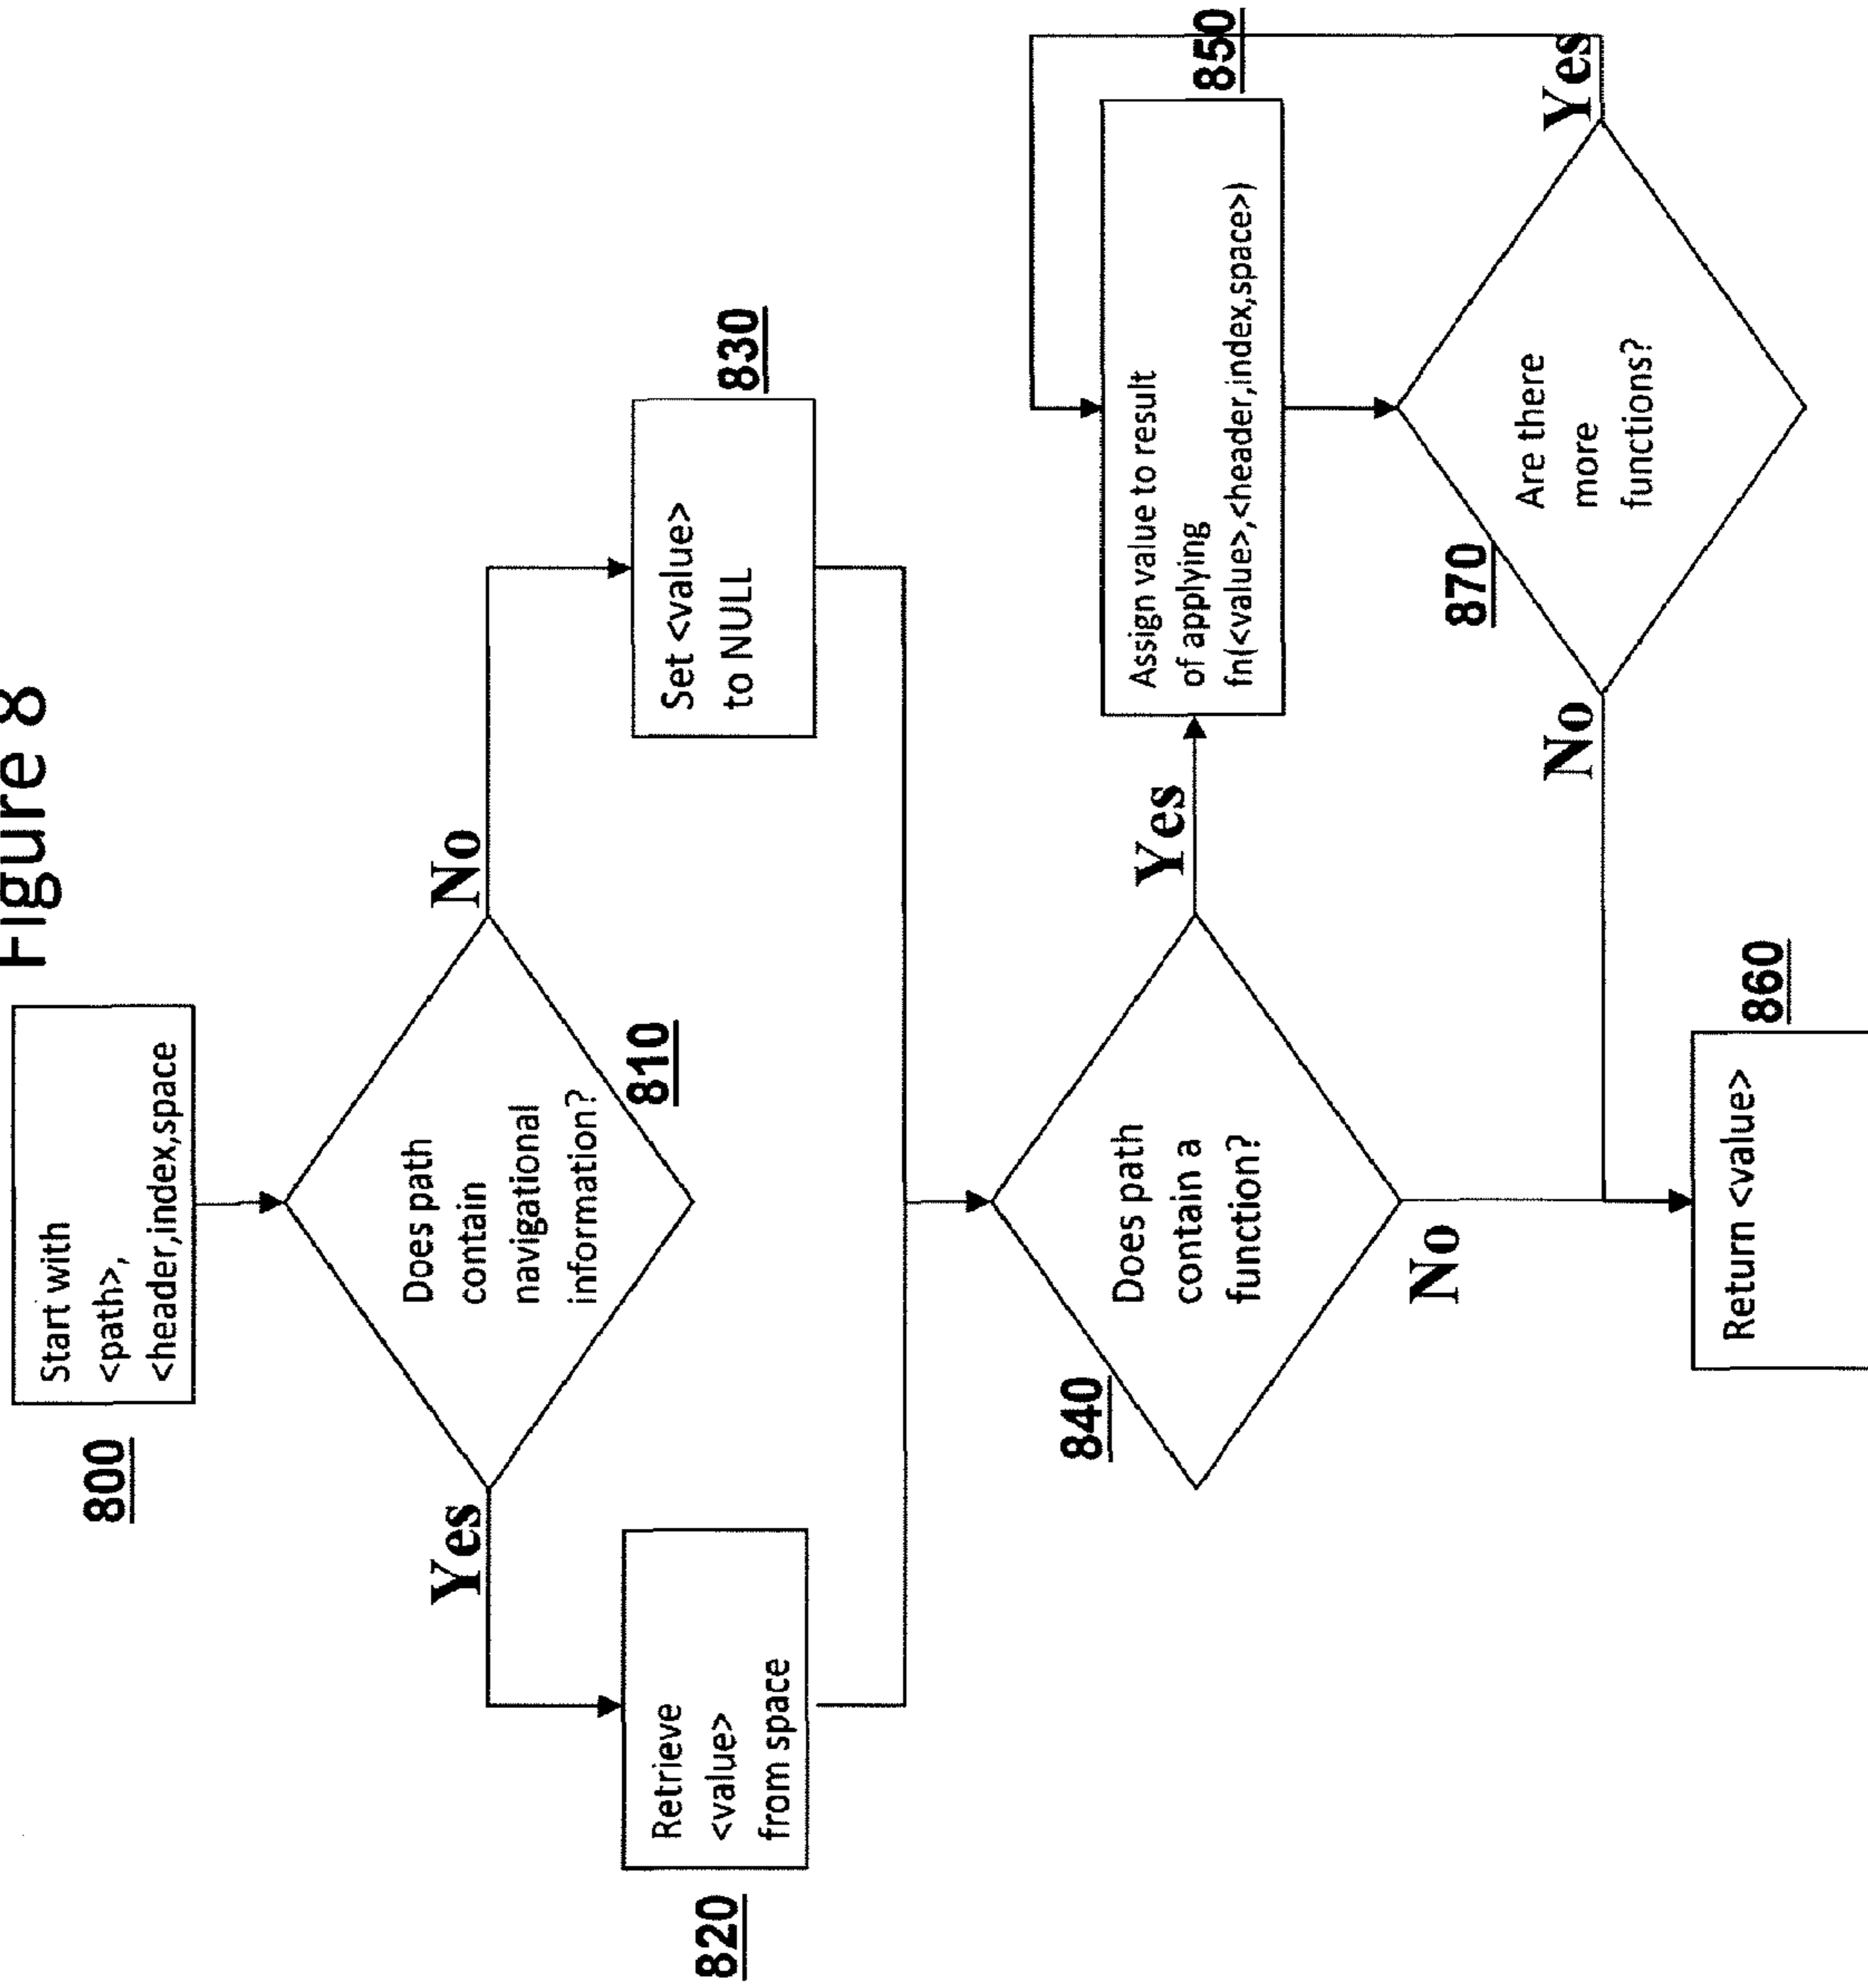 Figure 8
800
Start with
<path>,
<header,index,space
Does path
contain
navigational
information?
810
Yes
No
820
Retrieve
<value>
from space
Set <value>
to NULL
830
840
Does path
contain a
function?
Yes
No
Assign value to result
of applying
fn(<value>,<header,index,space>)
850
870
Are there
more
functions?
Yes
No
Return <value>
860